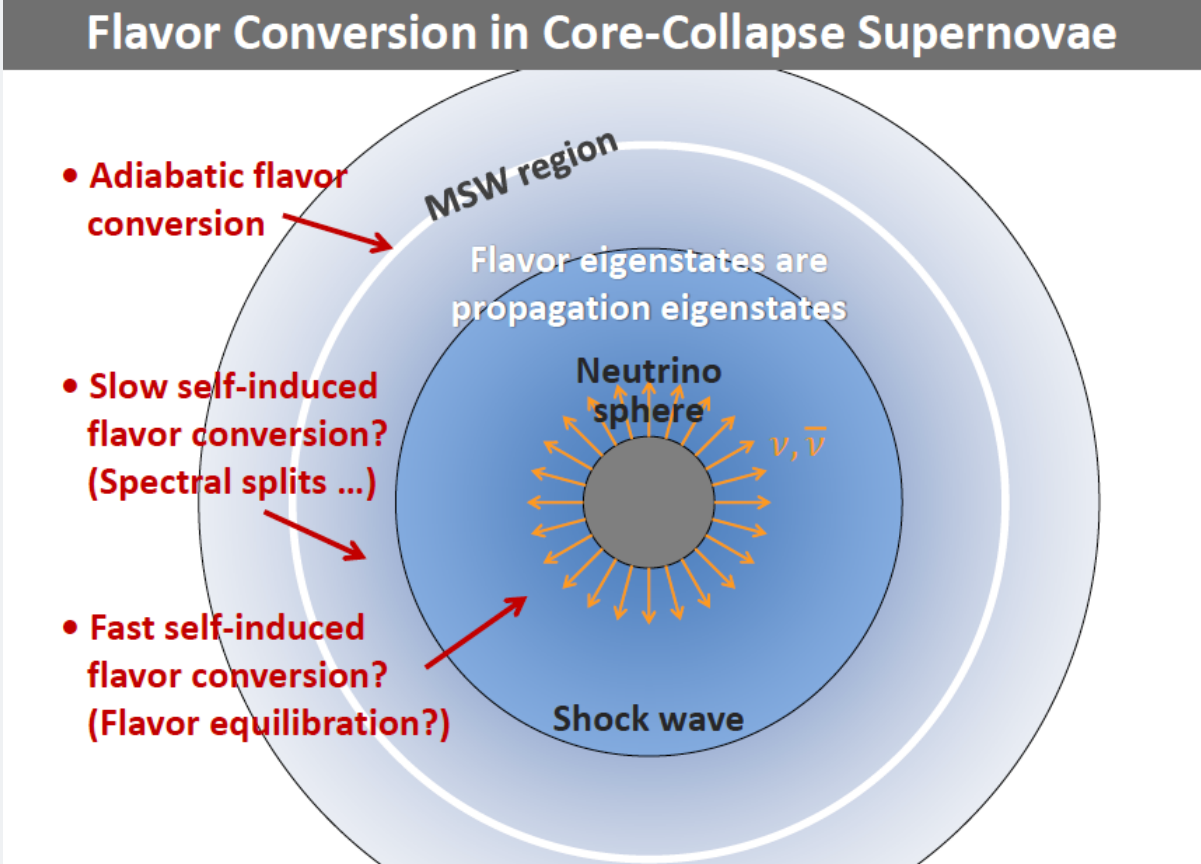 Flavor Conversion in Core-Collapse Supernovae
MSW region
• Adiabatic flavor
conversion
Flavor eigenstates are
propagation eigenstates
Neutrino
sphere
ν, ν̅
• Slow self-induced
flavor conversion?
(Spectral splits ...)
• Fast self-induced
flavor conversion?
(Flavor equilibration?)
Shock wave